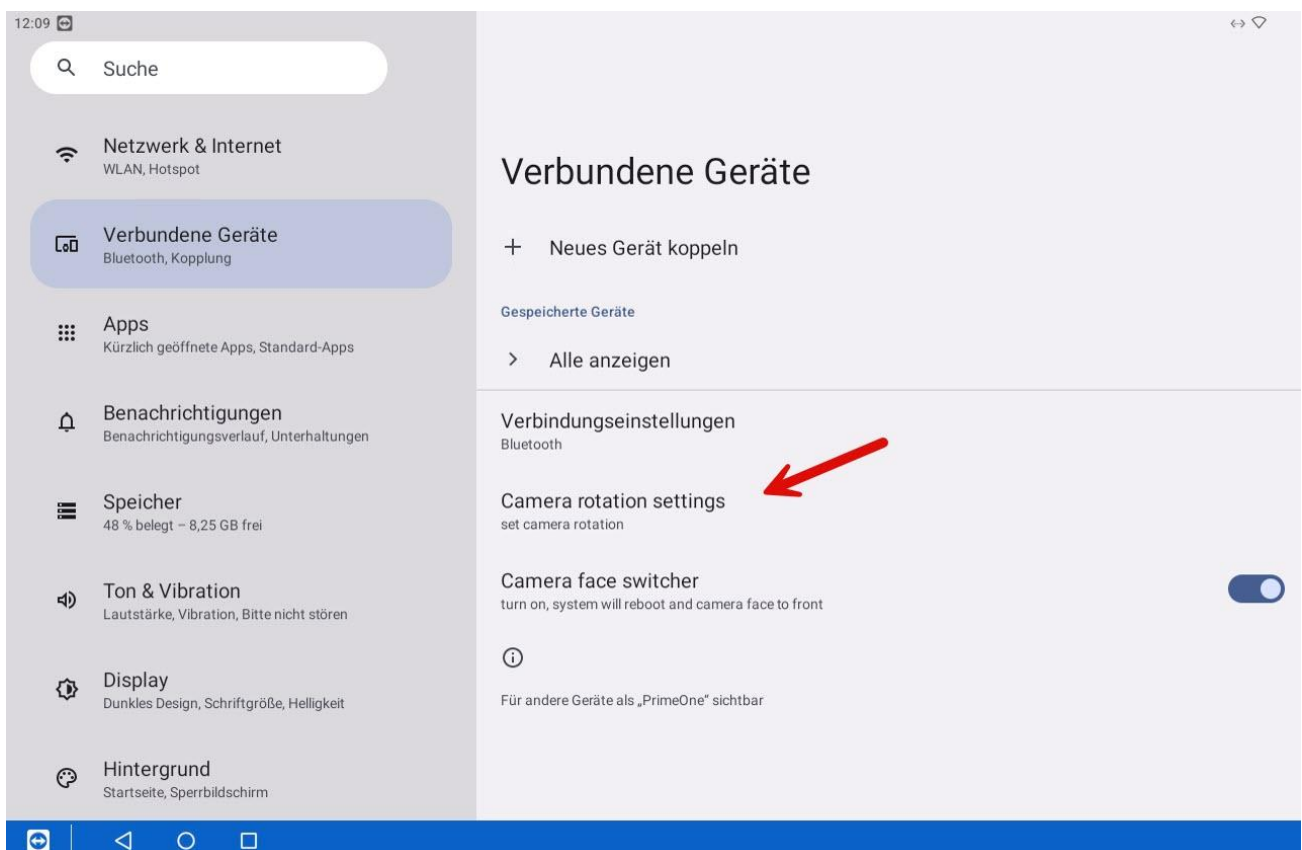 12:09
Suche
Netzwerk & Internet
WLAN, Hotspot
Verbundene Geräte
Bluetooth, Kopplung
Apps
Kürzlich geöffnete Apps, Standard-Apps
Benachrichtigungen
Benachrichtigungsverlauf, Unterhaltungen
Speicher
48 % belegt – 8,25 GB frei
Ton & Vibration
Lautstärke, Vibration, Bitte nicht stören
Display
Dunkles Design, Schriftgröße, Helligkeit
Hintergrund
Startseite, Sperrbildschirm
Verbundene Geräte
Neues Gerät koppeln
Gespeicherte Geräte
Alle anzeigen
Verbindungseinstellungen
Bluetooth
Camera rotation settings
set camera rotation
Camera face switcher
turn on, system will reboot and camera face to front
Für andere Geräte als „PrimeOne“ sichtbar